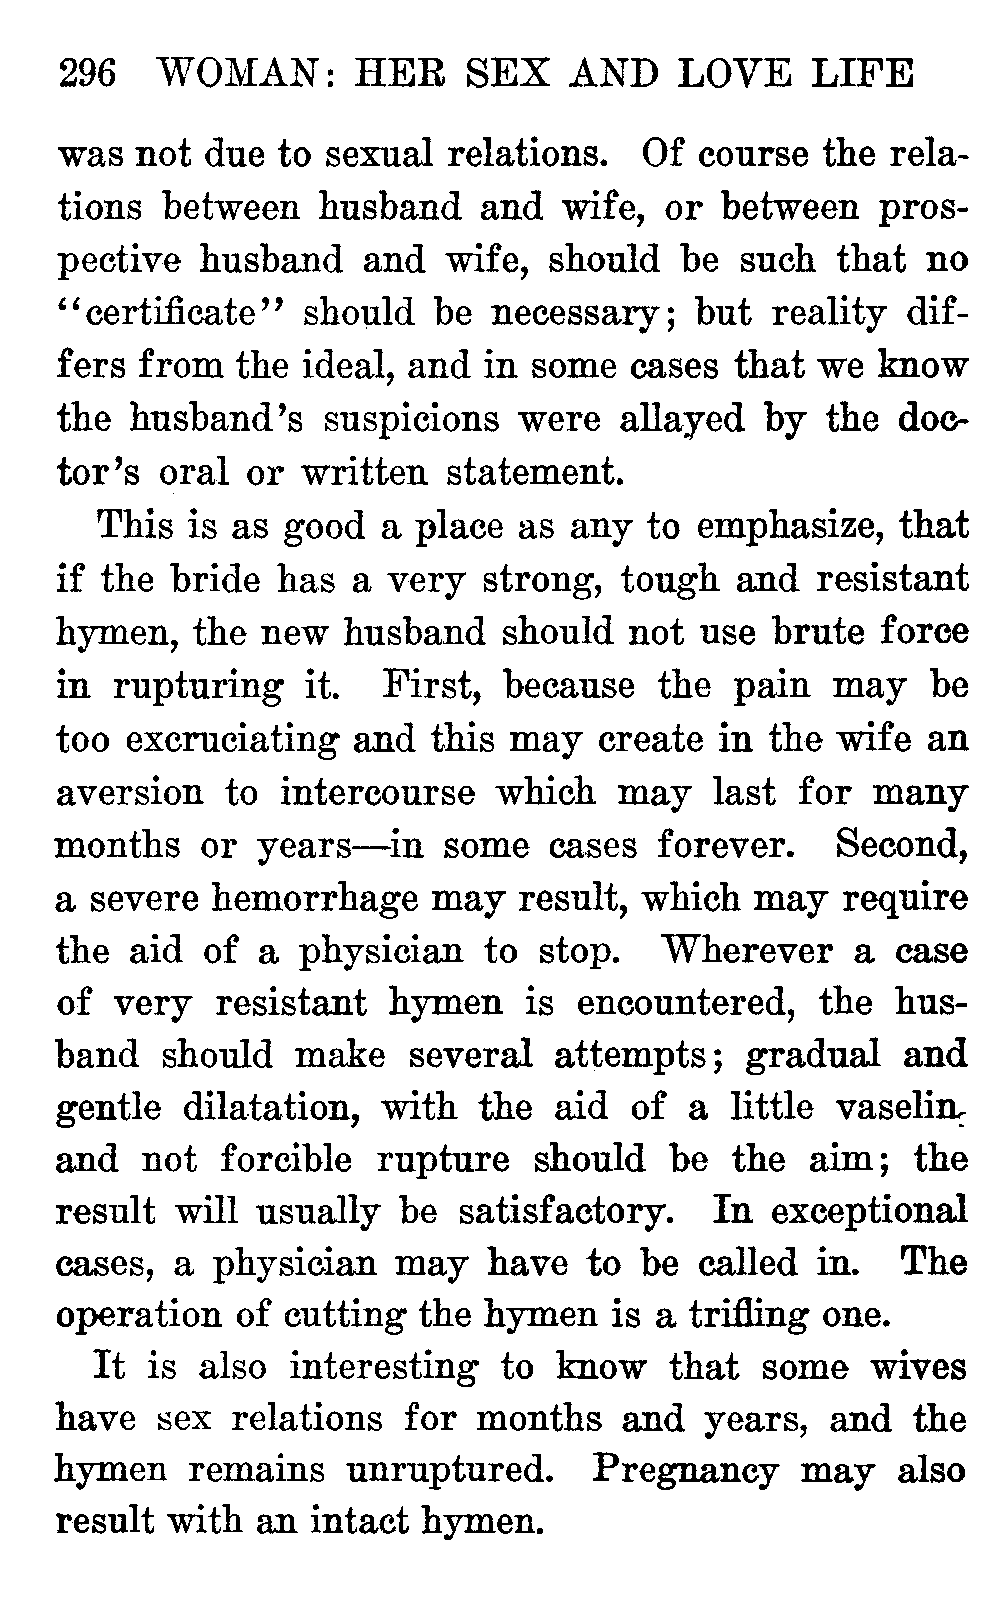 296 WOMAN: HER SEX AND LOVE LIFE
was not due to sexual relations. Of course the rela-
tions between husband and wife, or between pros-
pective husband and wife, should be such that no
“certificate” should be necessary; but reality dif-
fers from the ideal, and in some cases that we know
the husband’s suspicions were allayed by the doc-
tor’s oral or written statement.
This is as good a place as any to emphasize, that
if the bride has a very strong, tough and resistant
hymen, the new husband should not use brute force
in rupturing it. First, because the pain may be
too excruciating and this may create in the wife an
aversion to intercourse which may last for many
months or years—in some cases forever. Second,
a severe hemorrhage may result, which may require
the aid of a physician to stop. Wherever a case
of very resistant hymen is encountered, the hus-
band should make several attempts; gradual and
gentle dilatation, with the aid of a little vaselin,
and not forcible rupture should be the aim; the
result will usually be satisfactory. In exceptional
cases, a physician may have to be called in. The
operation of cutting the hymen is a trifling one.
It is also interesting to know that some wives
have sex relations for months and years, and the
hymen remains unruptured. Pregnancy may also
result with an intact hymen.